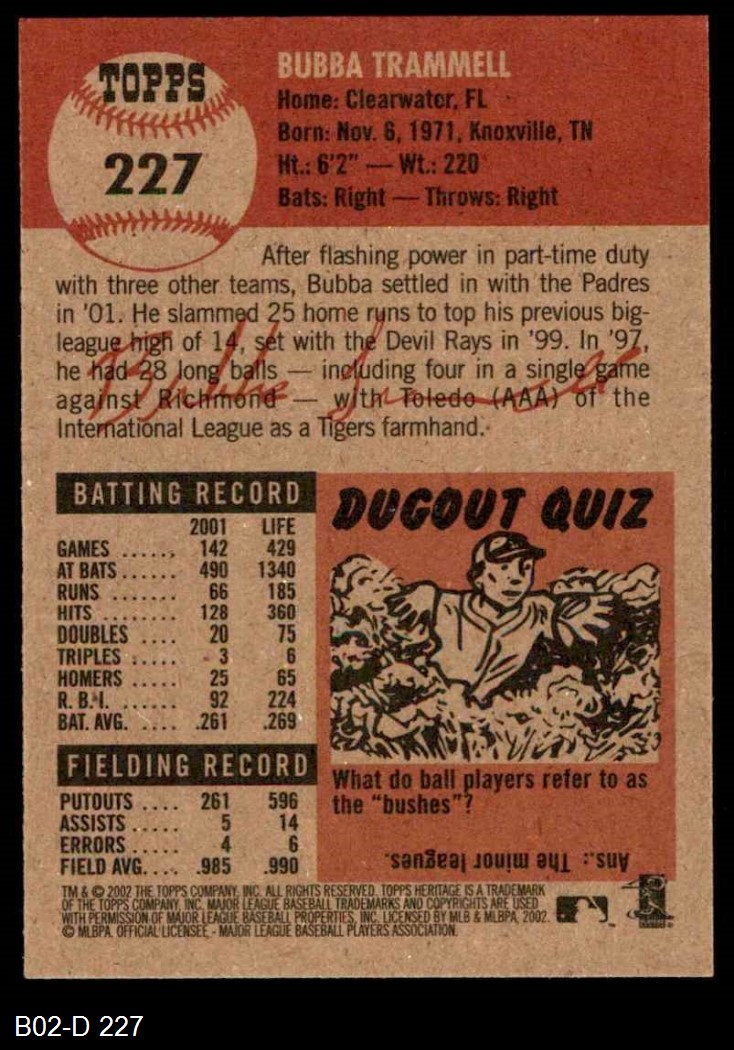 TOPPS
227
BUBBA TRAMMELL
Home: Clearwater, FL
Born: Nov. 6, 1971, Knoxville, TN
Ht.: 6'2" — Wt.: 220
Bats: Right — Throws: Right
After flashing power in part-time duty
with three other teams, Bubba settled in with the Padres
in '01. He slammed 25 home runs to top his previous big-
league high of 14, set with the Devil Rays in '99. In '97,
he had 28 long balls — including four in a single game
against Richmond — with Toledo (AAA) of the
International League as a Tigers farmhand.
Bubba Trammell
BATTING RECORD
2001 LIFE
GAMES ...... 142 429
AT BATS ...... 490 1340
RUNS ....... 66 185
HITS ........ 128 360
DOUBLES .... 20 75
TRIPLES ..... 3 6
HOMERS ..... 25 65
R.B.I. ...... 92 224
BAT. AVG. .... .261 .269
FIELDING RECORD
PUTOUTS .... 261 596
ASSISTS ..... 5 14
ERRORS ..... 4 6
FIELD AVG. ... .985 .990
DUGOUT QUIZ
What do ball players refer to as
the "bushes"?
Ans.: The minor leagues.
TM & © 2002 THE TOPPS COMPANY, INC. ALL RIGHTS RESERVED. TOPPS HERITAGE IS A TRADEMARK
OF THE TOPPS COMPANY, INC. MAJOR LEAGUE BASEBALL TRADEMARKS AND COPYRIGHTS ARE USED
WITH PERMISSION OF MAJOR LEAGUE BASEBALL PROPERTIES, INC. LICENSED BY MLB & MLBPA, 2002.
© MLBPA. OFFICIAL LICENSEE - MAJOR LEAGUE BASEBALL PLAYERS ASSOCIATION.
B02-D 227